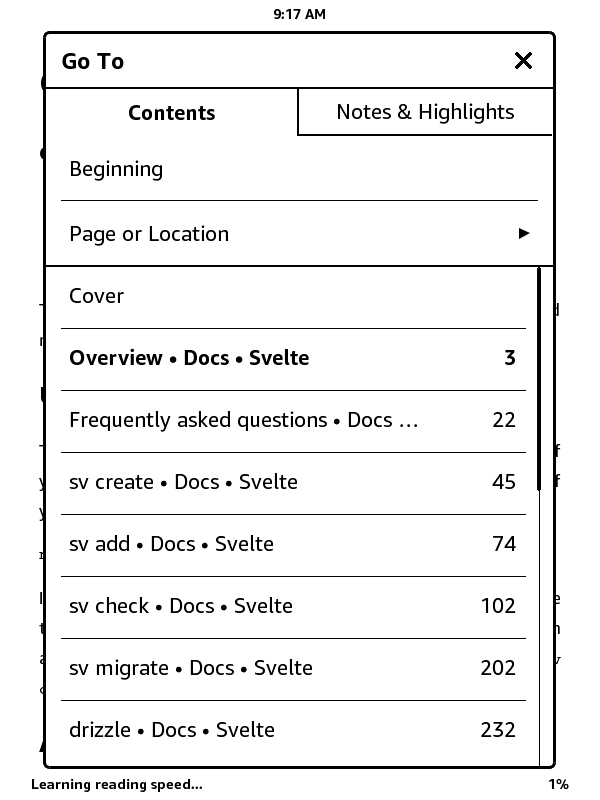 9:17 AM
Go To
Contents
Notes & Highlights
Beginning
Page or Location
Cover
Overview • Docs • Svelte 3
Frequently asked questions • Docs ... 22
sv create • Docs • Svelte 45
sv add • Docs • Svelte 74
sv check • Docs • Svelte 102
sv migrate • Docs • Svelte 202
drizzle • Docs • Svelte 232
Learning reading speed... 1%